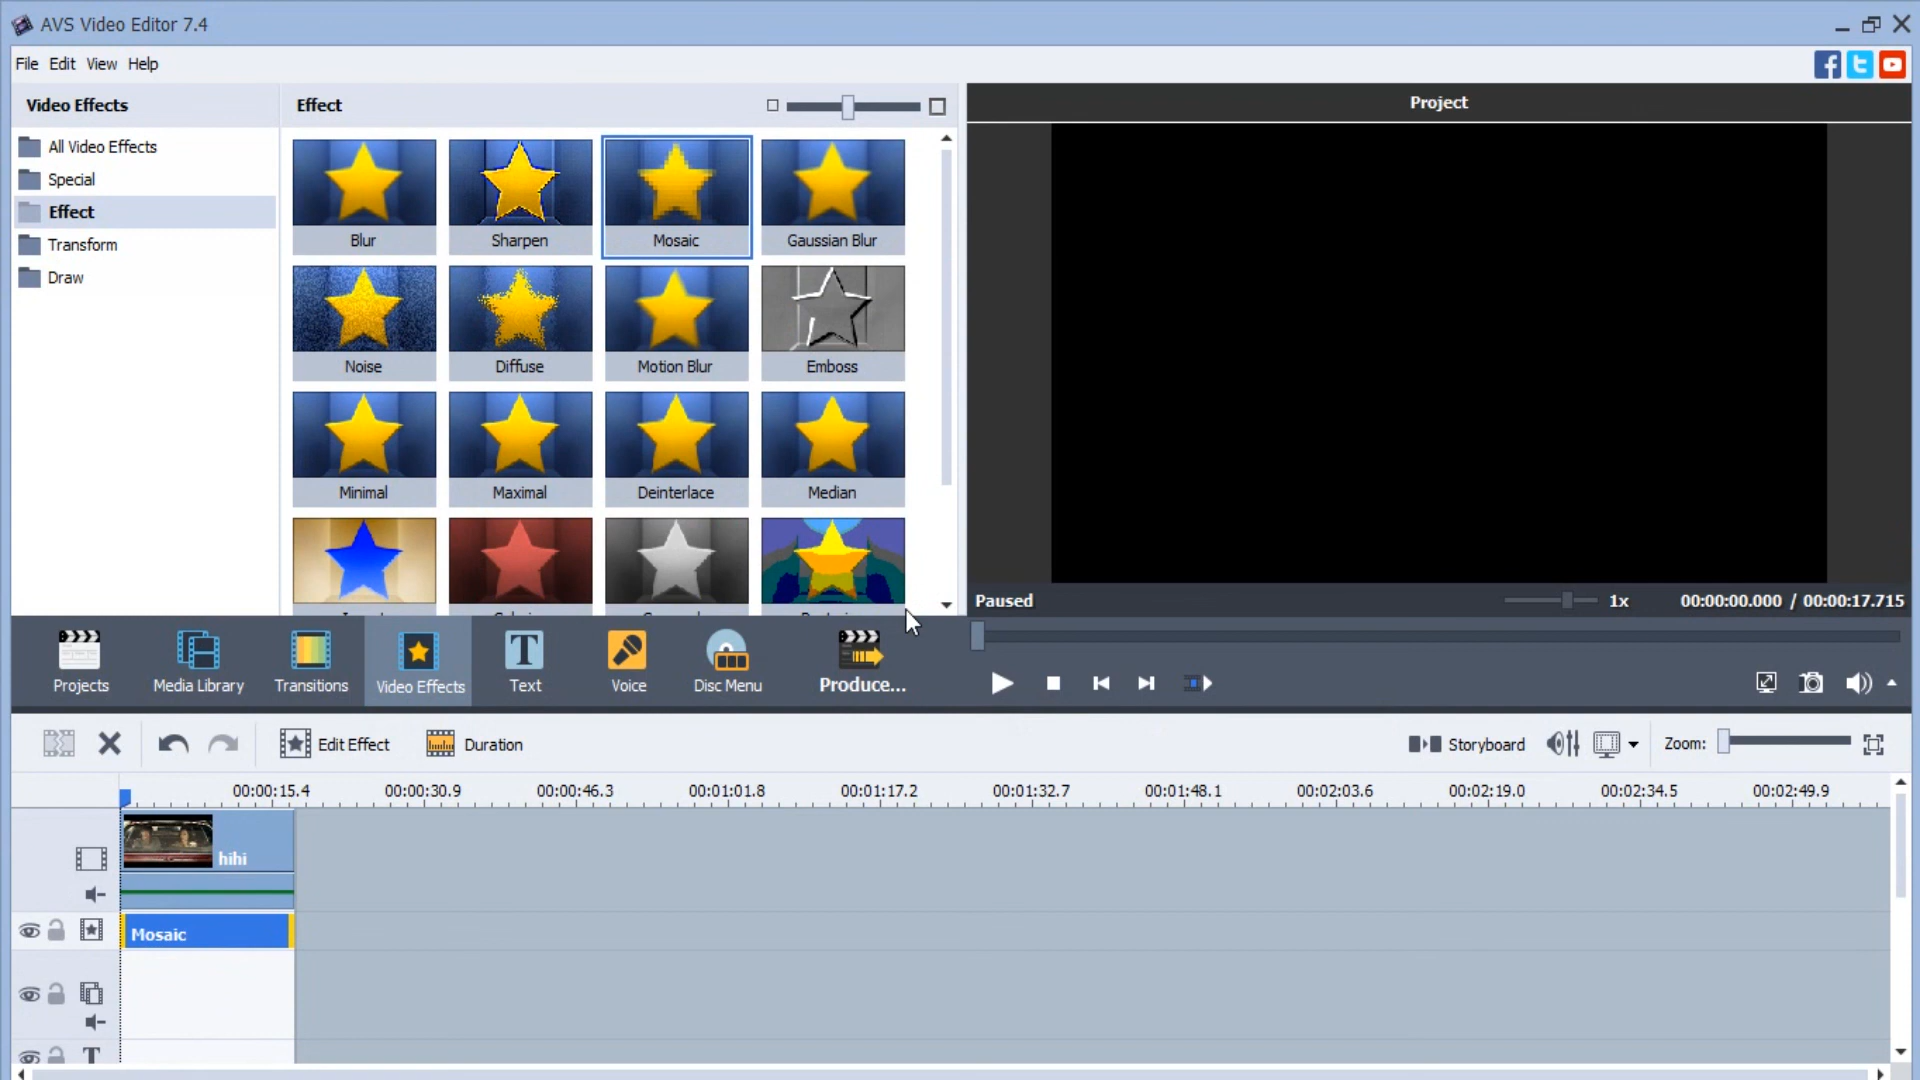 AVS Video Editor 7.4
File Edit View Help
Video Effects
Effect
Project
All Video Effects
Special
Effect
Transform
Draw
Blur
Sharpen
Mosaic
Gaussian Blur
Noise
Diffuse
Motion Blur
Emboss
Minimal
Maximal
Deinterlace
Median
Paused
1x
00:00:00.000 / 00:00:17.715
Projects
Media Library
Transitions
Video Effects
Text
Voice
Disc Menu
Produce...
Edit Effect
Duration
Storyboard
Zoom:
00:00:15.4 00:00:30.9 00:00:46.3 00:01:01.8 00:01:17.2 00:01:32.7 00:01:48.1 00:02:03.6 00:02:19.0 00:02:34.5 00:02:49.9
hihi
Mosaic